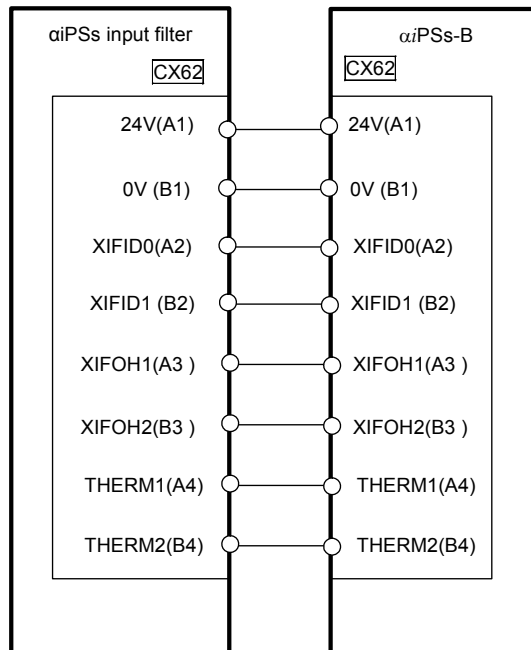 αiPSs input filter
CX62
24V(A1)
0V (B1)
XIFID0(A2)
XIFID1 (B2)
XIFOH1(A3 )
XIFOH2(B3 )
THERM1(A4)
THERM2(B4)
αiPSs-B
CX62
24V(A1)
0V (B1)
XIFID0(A2)
XIFID1 (B2)
XIFOH1(A3 )
XIFOH2(B3 )
THERM1(A4)
THERM2(B4)